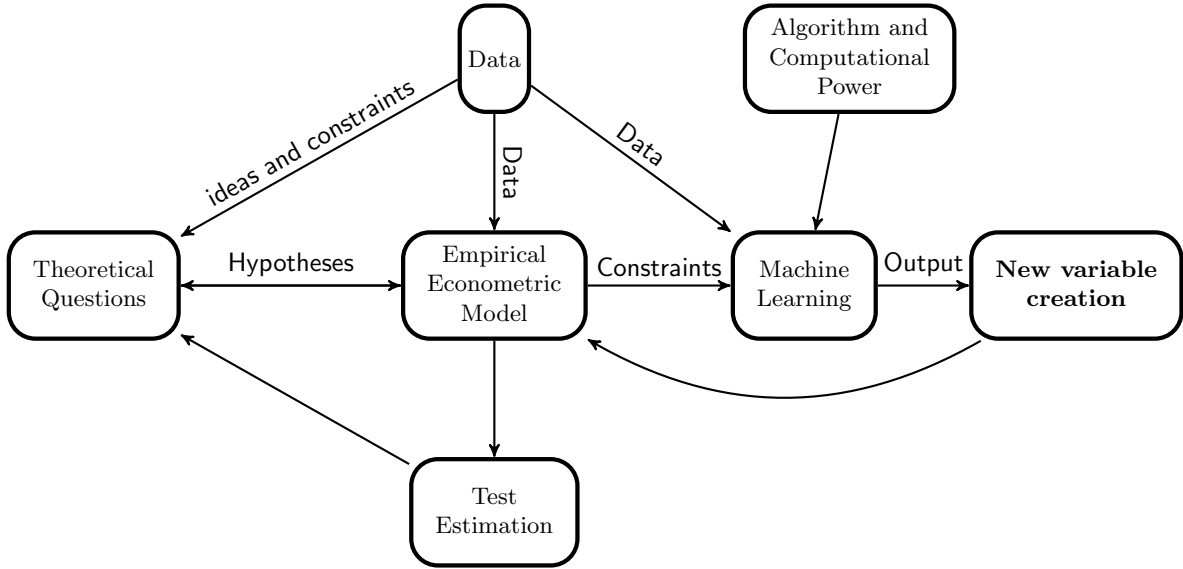 Data
Algorithm and
Computational
Power
ideas and constraints
Data
Data
Theoretical
Questions
Hypotheses
Empirical
Econometric
Model
Constraints
Machine
Learning
Output
New variable
creation
Test
Estimation